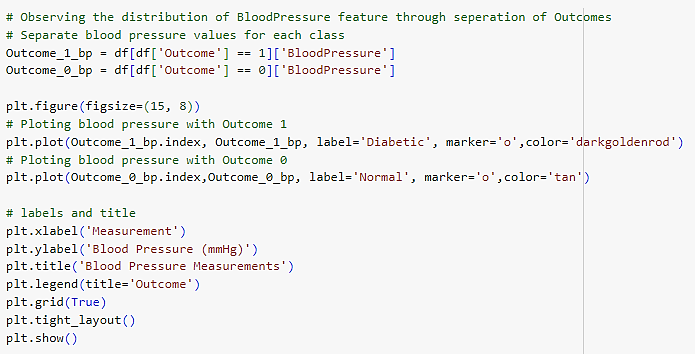 # Observing the distribution of BloodPressure feature through seperation of Outcomes
# Separate blood pressure values for each class
Outcome_1_bp = df[df['Outcome'] == 1]['BloodPressure']
Outcome_0_bp = df[df['Outcome'] == 0]['BloodPressure']
plt.figure(figsize=(15, 8))
# Ploting blood pressure with Outcome 1
plt.plot(Outcome_1_bp.index, Outcome_1_bp, label='Diabetic', marker='o',color='darkgoldenrod')
# Ploting blood pressure with Outcome 0
plt.plot(Outcome_0_bp.index,Outcome_0_bp, label='Normal', marker='o',color='tan')
# labels and title
plt.xlabel('Measurement')
plt.ylabel('Blood Pressure (mmHg)')
plt.title('Blood Pressure Measurements')
plt.legend(title='Outcome')
plt.grid(True)
plt.tight_layout()
plt.show()